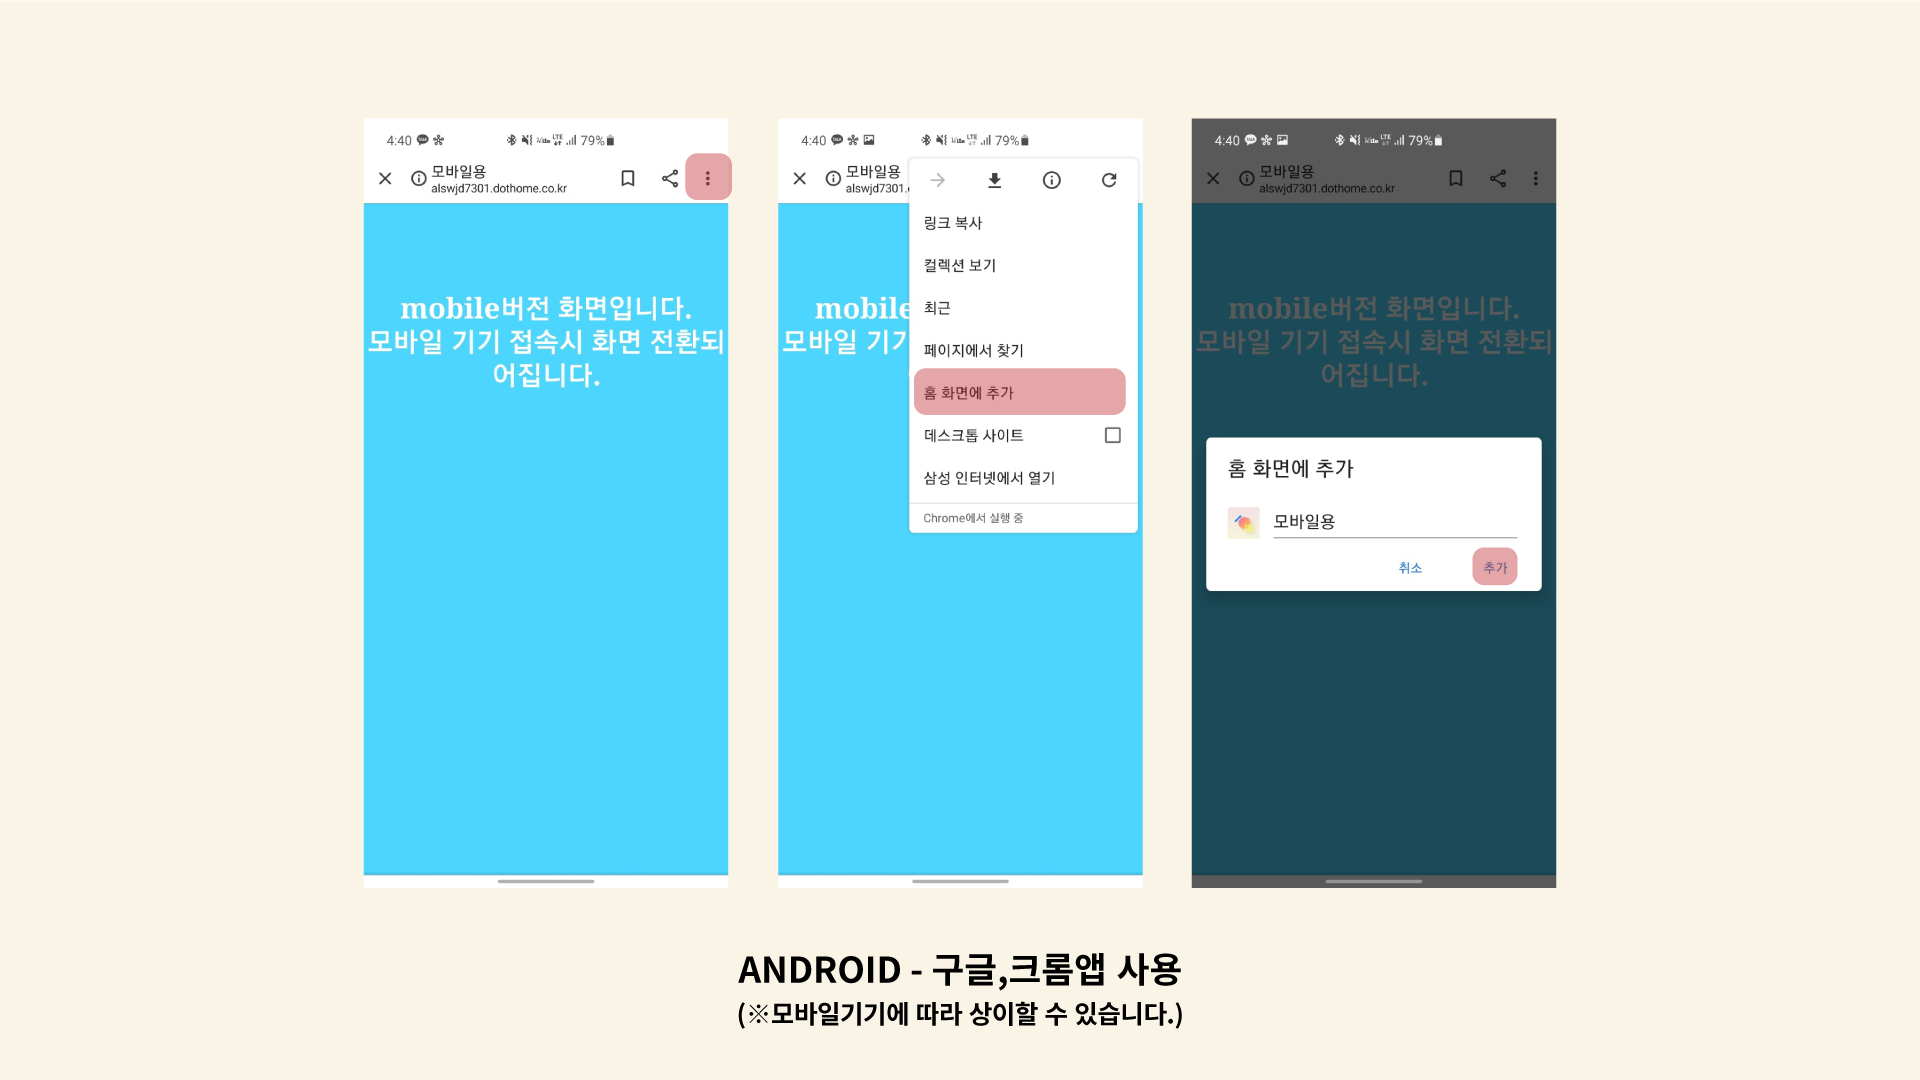 4:40 79%
모바일용
alswjd7301.dothome.co.kr
mobile버전 화면입니다.
모바일 기기 접속시 화면 전환되
어집니다.
4:40 79%
모바일용
alswjd7301.
mobile
모바일 기기
링크 복사
컬렉션 보기
최근
페이지에서 찾기
홈 화면에 추가
데스크톱 사이트
삼성 인터넷에서 열기
Chrome에서 실행 중
4:40 79%
모바일용
alswjd7301.dothome.co.kr
mobile버전 화면입니다.
모바일 기기 접속시 화면 전환되
어집니다.
홈 화면에 추가
모바일용
취소 추가
ANDROID - 구글,크롬앱 사용
(※모바일기기에 따라 상이할 수 있습니다.)